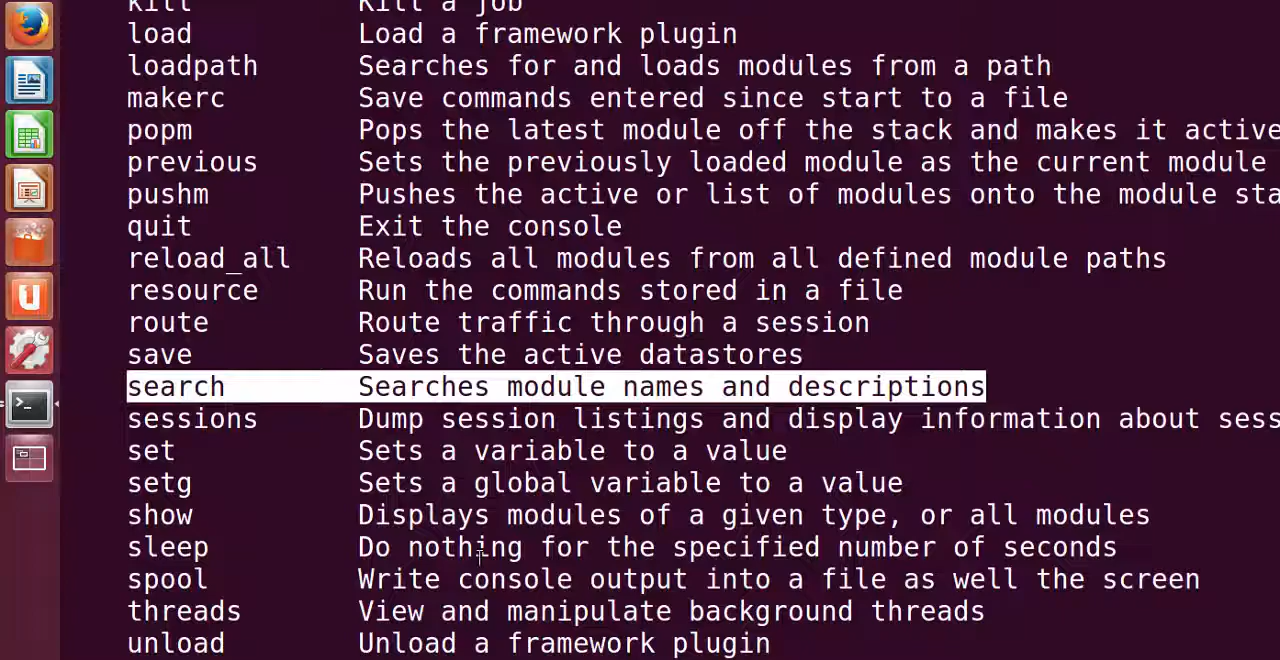 kill Kill a job
load Load a framework plugin
loadpath Searches for and loads modules from a path
makerc Save commands entered since start to a file
popm Pops the latest module off the stack and makes it active
previous Sets the previously loaded module as the current module
pushm Pushes the active or list of modules onto the module sta
quit Exit the console
reload_all Reloads all modules from all defined module paths
resource Run the commands stored in a file
route Route traffic through a session
save Saves the active datastores
search Searches module names and descriptions
sessions Dump session listings and display information about sess
set Sets a variable to a value
setg Sets a global variable to a value
show Displays modules of a given type, or all modules
sleep Do nothing for the specified number of seconds
spool Write console output into a file as well the screen
threads View and manipulate background threads
unload Unload a framework plugin